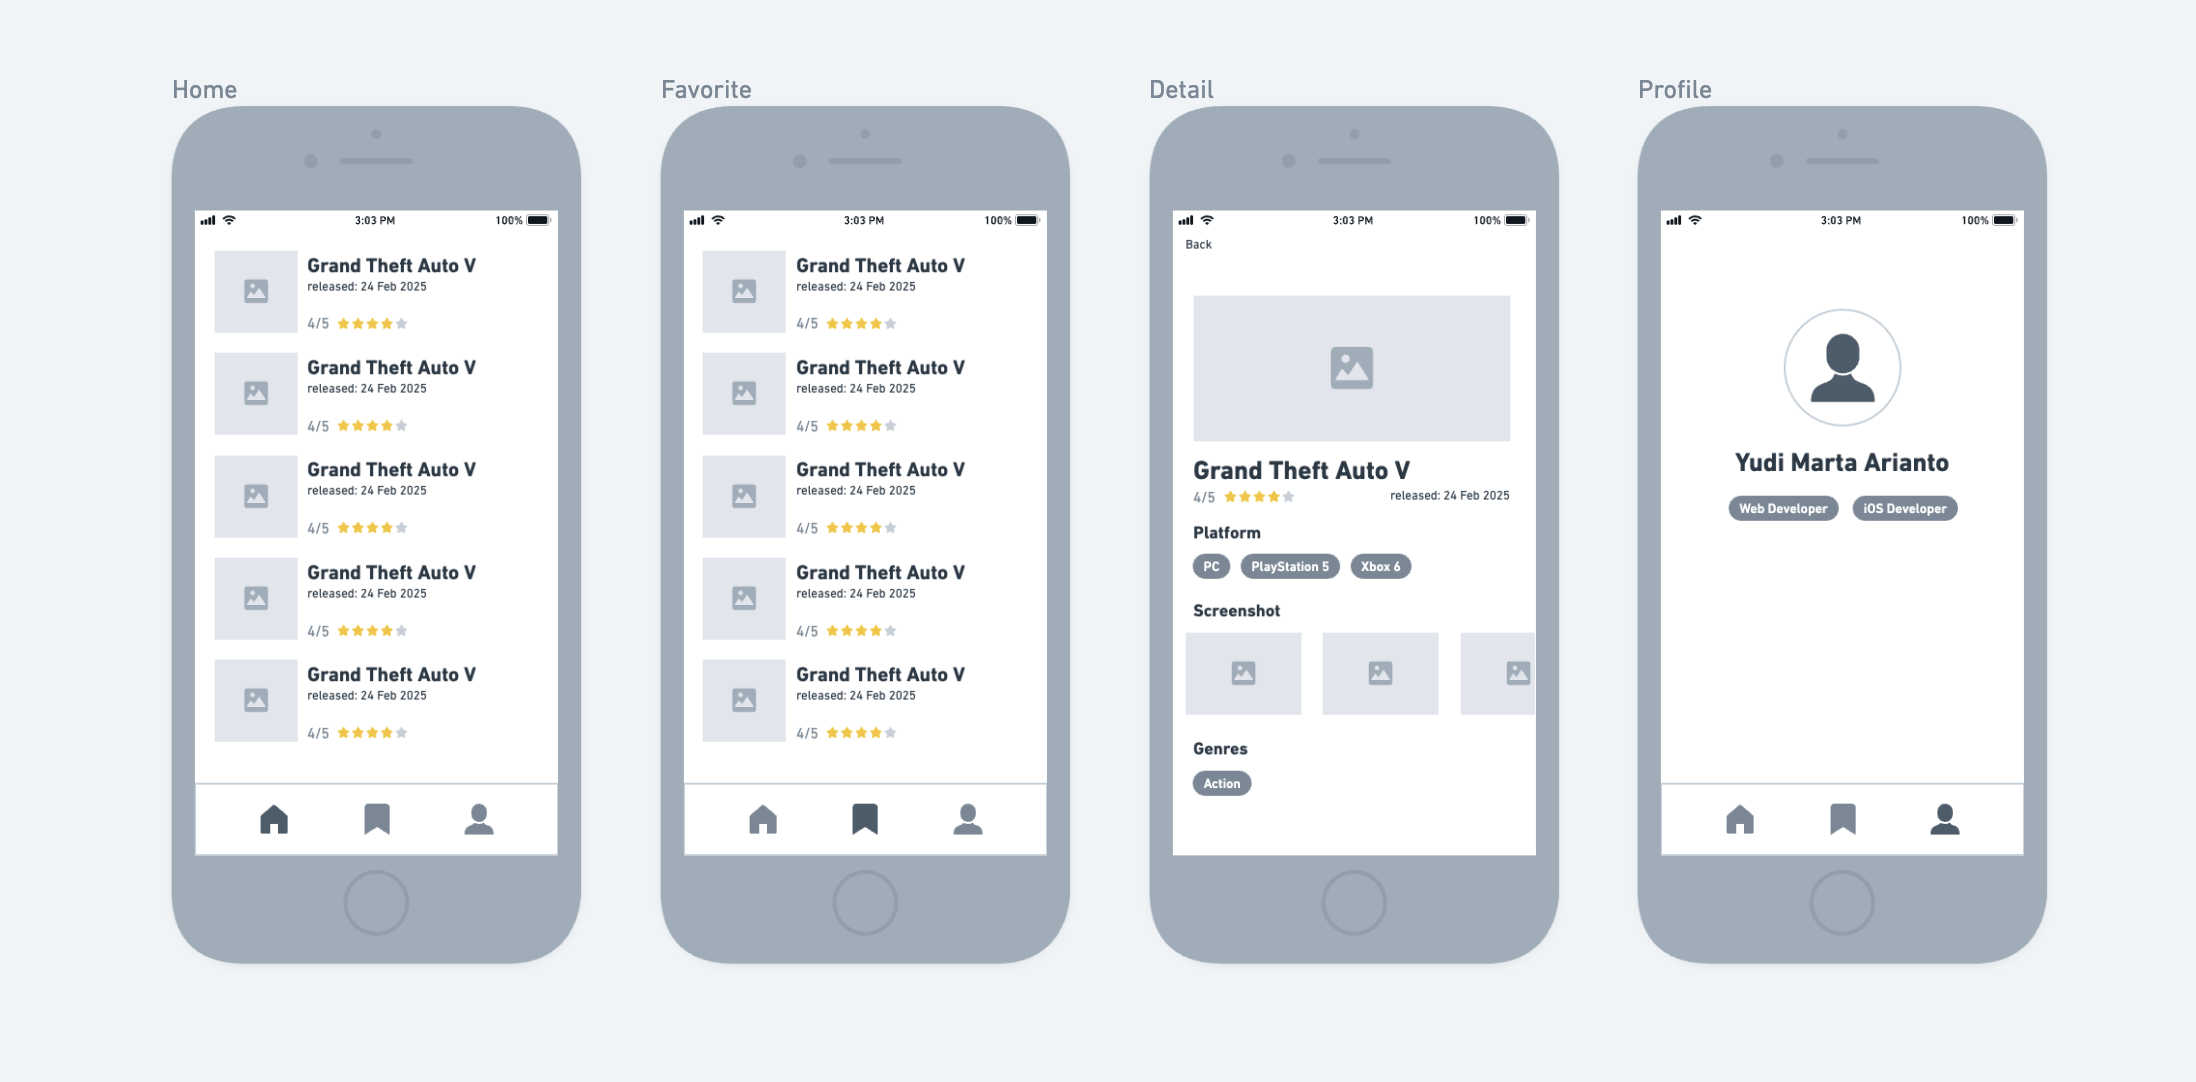 Home
3:03 PM
100%
Grand Theft Auto V
released: 24 Feb 2025
4/5
Grand Theft Auto V
released: 24 Feb 2025
4/5
Grand Theft Auto V
released: 24 Feb 2025
4/5
Grand Theft Auto V
released: 24 Feb 2025
4/5
Grand Theft Auto V
released: 24 Feb 2025
4/5
Favorite
3:03 PM
100%
Grand Theft Auto V
released: 24 Feb 2025
4/5
Grand Theft Auto V
released: 24 Feb 2025
4/5
Grand Theft Auto V
released: 24 Feb 2025
4/5
Grand Theft Auto V
released: 24 Feb 2025
4/5
Grand Theft Auto V
released: 24 Feb 2025
4/5
Detail
3:03 PM
100%
Back
Grand Theft Auto V
4/5 released: 24 Feb 2025
Platform
PC PlayStation 5 Xbox 6
Screenshot
Genres
Action
Profile
3:03 PM
100%
Yudi Marta Arianto
Web Developer iOS Developer